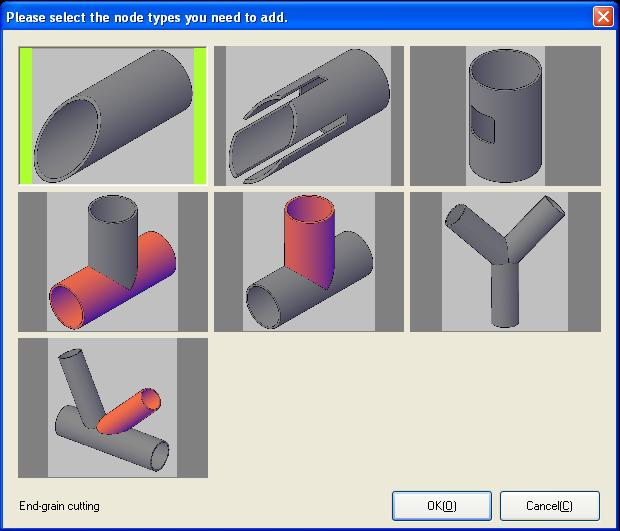 Please select the node types you need to add.
End-grain cutting
OK(O)
Cancel(C)